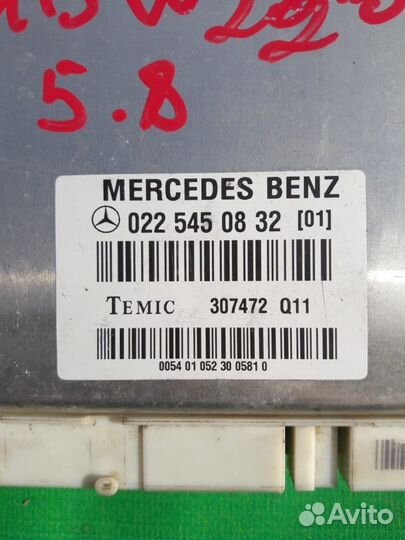 W220
5.8
MERCEDES BENZ
022 545 08 32 [01]
TEMIC 307472 Q11
0054 01 052 30 0581 0
Avito